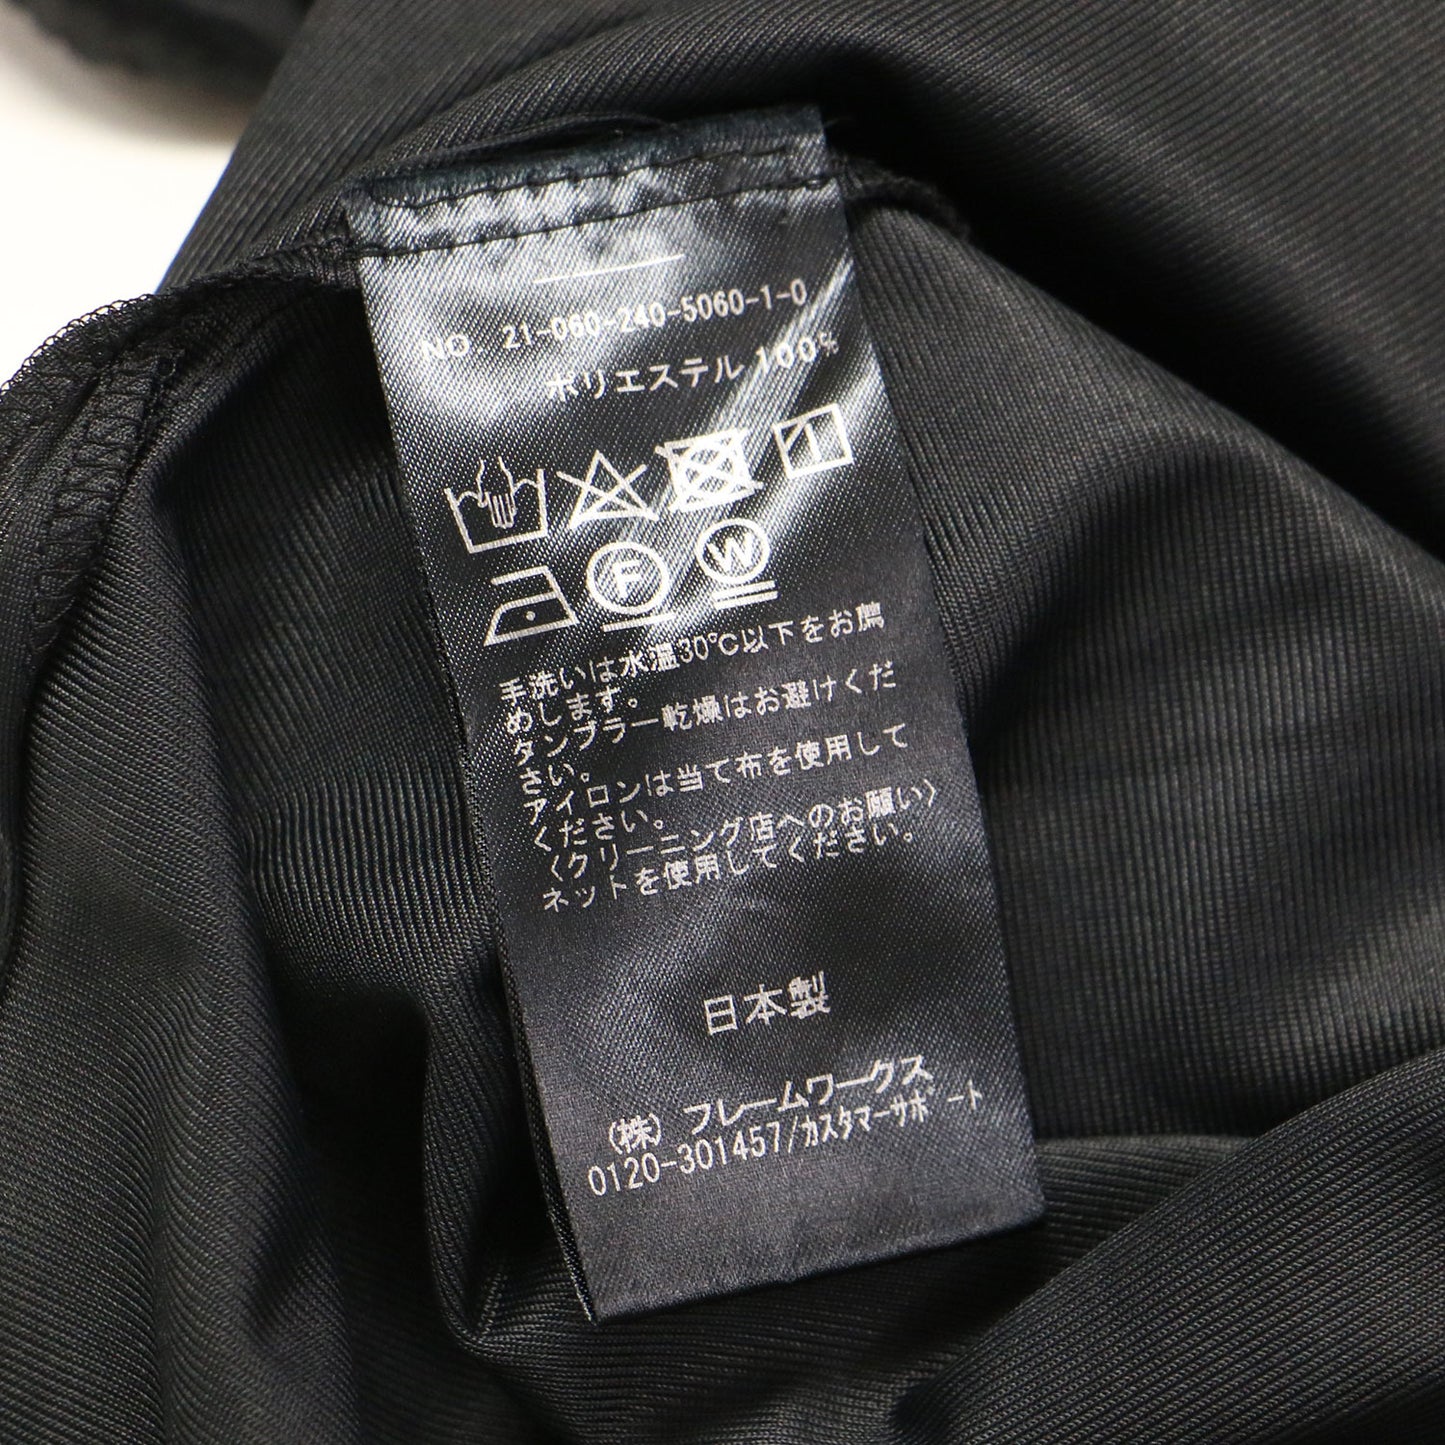 NO 21-060-240-5060-1-0
ポリエステル 100%
F W
手洗いは水温30℃以下をお薦
めします。
タンブラー乾燥はお避けくだ
さい。
アイロンは当て布を使用して
ください。
〈クリーニング店へのお願い〉
ネットを使用してください。
日本製
(株) フレームワークス
0120-301457/カスタマーサポート